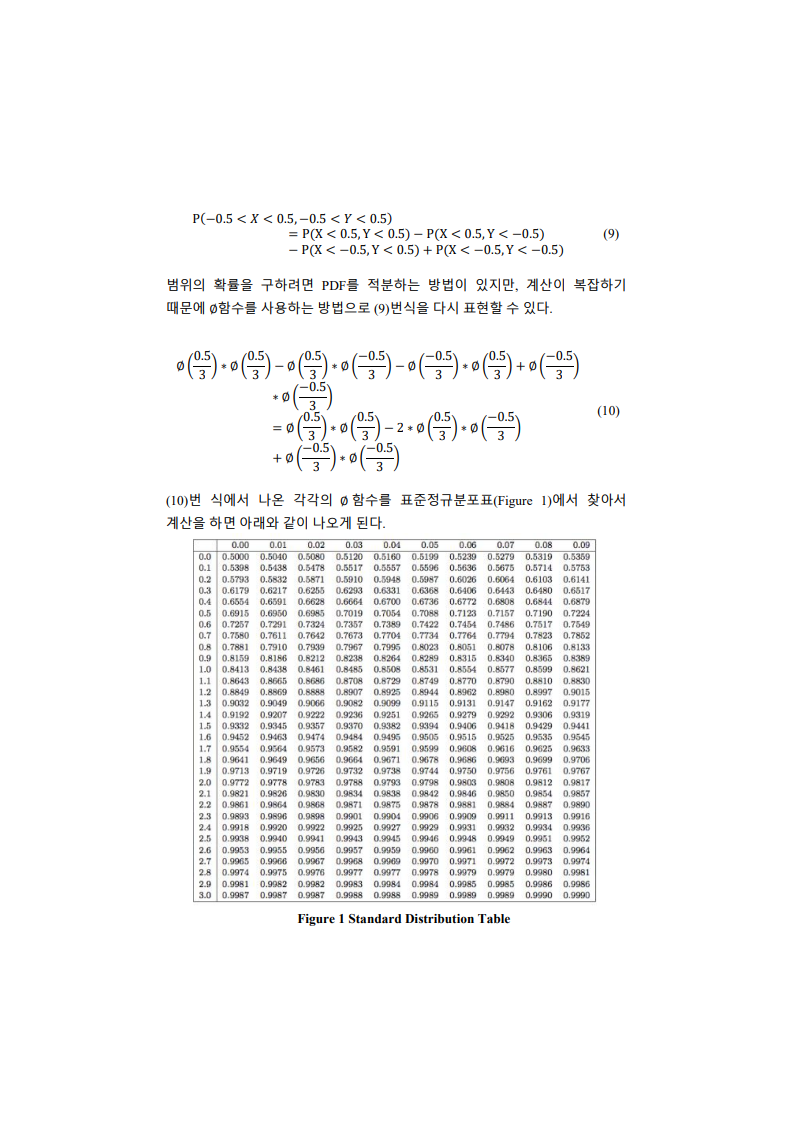 P(−0.5 < X < 0.5, −0.5 < Y < 0.5)
= P(X < 0.5, Y < 0.5) − P(X < 0.5, Y < −0.5) (9)
− P(X < −0.5, Y < 0.5) + P(X < −0.5, Y < −0.5)
범위의 확률을 구하려면 PDF를 적분하는 방법이 있지만, 계산이 복잡하기
때문에 ∅함수를 사용하는 방법으로 (9)번식을 다시 표현할 수 있다.
∅(0.5/3) ∗ ∅(0.5/3) − ∅(0.5/3) ∗ ∅(−0.5/3) − ∅(−0.5/3) ∗ ∅(0.5/3) + ∅(−0.5/3)
∗ ∅(−0.5/3)
= ∅(0.5/3) ∗ ∅(0.5/3) − 2 ∗ ∅(0.5/3) ∗ ∅(−0.5/3) (10)
+ ∅(−0.5/3) ∗ ∅(−0.5/3)
(10)번 식에서 나온 각각의 ∅ 함수를 표준정규분포표(Figure 1)에서 찾아서
계산을 하면 아래와 같이 나오게 된다.
0.00 0.01 0.02 0.03 0.04 0.05 0.06 0.07 0.08 0.09
0.0 0.5000 0.5040 0.5080 0.5120 0.5160 0.5199 0.5239 0.5279 0.5319 0.5359
0.1 0.5398 0.5438 0.5478 0.5517 0.5557 0.5596 0.5636 0.5675 0.5714 0.5753
0.2 0.5793 0.5832 0.5871 0.5910 0.5948 0.5987 0.6026 0.6064 0.6103 0.6141
0.3 0.6179 0.6217 0.6255 0.6293 0.6331 0.6368 0.6406 0.6443 0.6480 0.6517
0.4 0.6554 0.6591 0.6628 0.6664 0.6700 0.6736 0.6772 0.6808 0.6844 0.6879
0.5 0.6915 0.6950 0.6985 0.7019 0.7054 0.7088 0.7123 0.7157 0.7190 0.7224
0.6 0.7257 0.7291 0.7324 0.7357 0.7389 0.7422 0.7454 0.7486 0.7517 0.7549
0.7 0.7580 0.7611 0.7642 0.7673 0.7704 0.7734 0.7764 0.7794 0.7823 0.7852
0.8 0.7881 0.7910 0.7939 0.7967 0.7995 0.8023 0.8051 0.8078 0.8106 0.8133
0.9 0.8159 0.8186 0.8212 0.8238 0.8264 0.8289 0.8315 0.8340 0.8365 0.8389
1.0 0.8413 0.8438 0.8461 0.8485 0.8508 0.8531 0.8554 0.8577 0.8599 0.8621
1.1 0.8643 0.8665 0.8686 0.8708 0.8729 0.8749 0.8770 0.8790 0.8810 0.8830
1.2 0.8849 0.8869 0.8888 0.8907 0.8925 0.8944 0.8962 0.8980 0.8997 0.9015
1.3 0.9032 0.9049 0.9066 0.9082 0.9099 0.9115 0.9131 0.9147 0.9162 0.9177
1.4 0.9192 0.9207 0.9222 0.9236 0.9251 0.9265 0.9279 0.9292 0.9306 0.9319
1.5 0.9332 0.9345 0.9357 0.9370 0.9382 0.9394 0.9406 0.9418 0.9429 0.9441
1.6 0.9452 0.9463 0.9474 0.9484 0.9495 0.9505 0.9515 0.9525 0.9535 0.9545
1.7 0.9554 0.9564 0.9573 0.9582 0.9591 0.9599 0.9608 0.9616 0.9625 0.9633
1.8 0.9641 0.9649 0.9656 0.9664 0.9671 0.9678 0.9686 0.9693 0.9699 0.9706
1.9 0.9713 0.9719 0.9726 0.9732 0.9738 0.9744 0.9750 0.9756 0.9761 0.9767
2.0 0.9772 0.9778 0.9783 0.9788 0.9793 0.9798 0.9803 0.9808 0.9812 0.9817
2.1 0.9821 0.9826 0.9830 0.9834 0.9838 0.9842 0.9846 0.9850 0.9854 0.9857
2.2 0.9861 0.9864 0.9868 0.9871 0.9875 0.9878 0.9881 0.9884 0.9887 0.9890
2.3 0.9893 0.9896 0.9898 0.9901 0.9904 0.9906 0.9909 0.9911 0.9913 0.9916
2.4 0.9918 0.9920 0.9922 0.9925 0.9927 0.9929 0.9931 0.9932 0.9934 0.9936
2.5 0.9938 0.9940 0.9941 0.9943 0.9945 0.9946 0.9948 0.9949 0.9951 0.9952
2.6 0.9953 0.9955 0.9956 0.9957 0.9959 0.9960 0.9961 0.9962 0.9963 0.9964
2.7 0.9965 0.9966 0.9967 0.9968 0.9969 0.9970 0.9971 0.9972 0.9973 0.9974
2.8 0.9974 0.9975 0.9976 0.9977 0.9977 0.9978 0.9979 0.9979 0.9980 0.9981
2.9 0.9981 0.9982 0.9982 0.9983 0.9984 0.9984 0.9985 0.9985 0.9986 0.9986
3.0 0.9987 0.9987 0.9987 0.9988 0.9988 0.9989 0.9989 0.9989 0.9990 0.9990
Figure 1 Standard Distribution Table